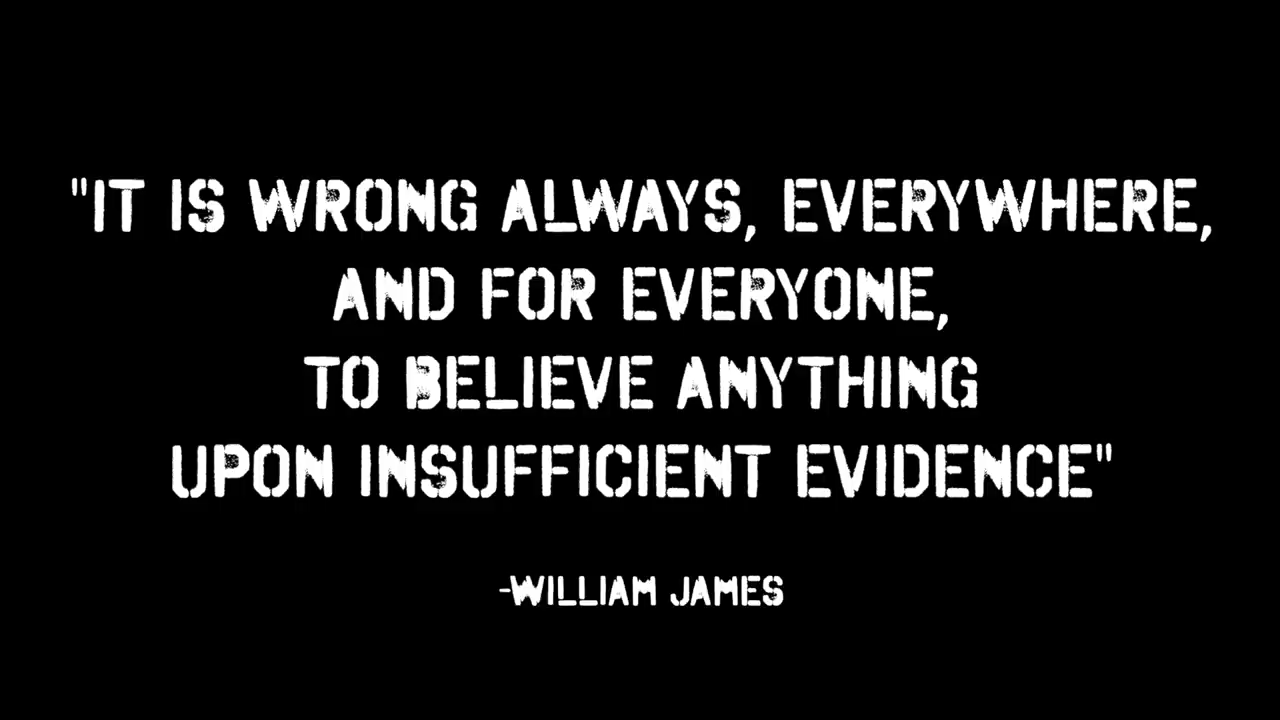 "IT IS WRONG ALWAYS, EVERYWHERE,
AND FOR EVERYONE,
TO BELIEVE ANYTHING
UPON INSUFFICIENT EVIDENCE"
-WILLIAM JAMES